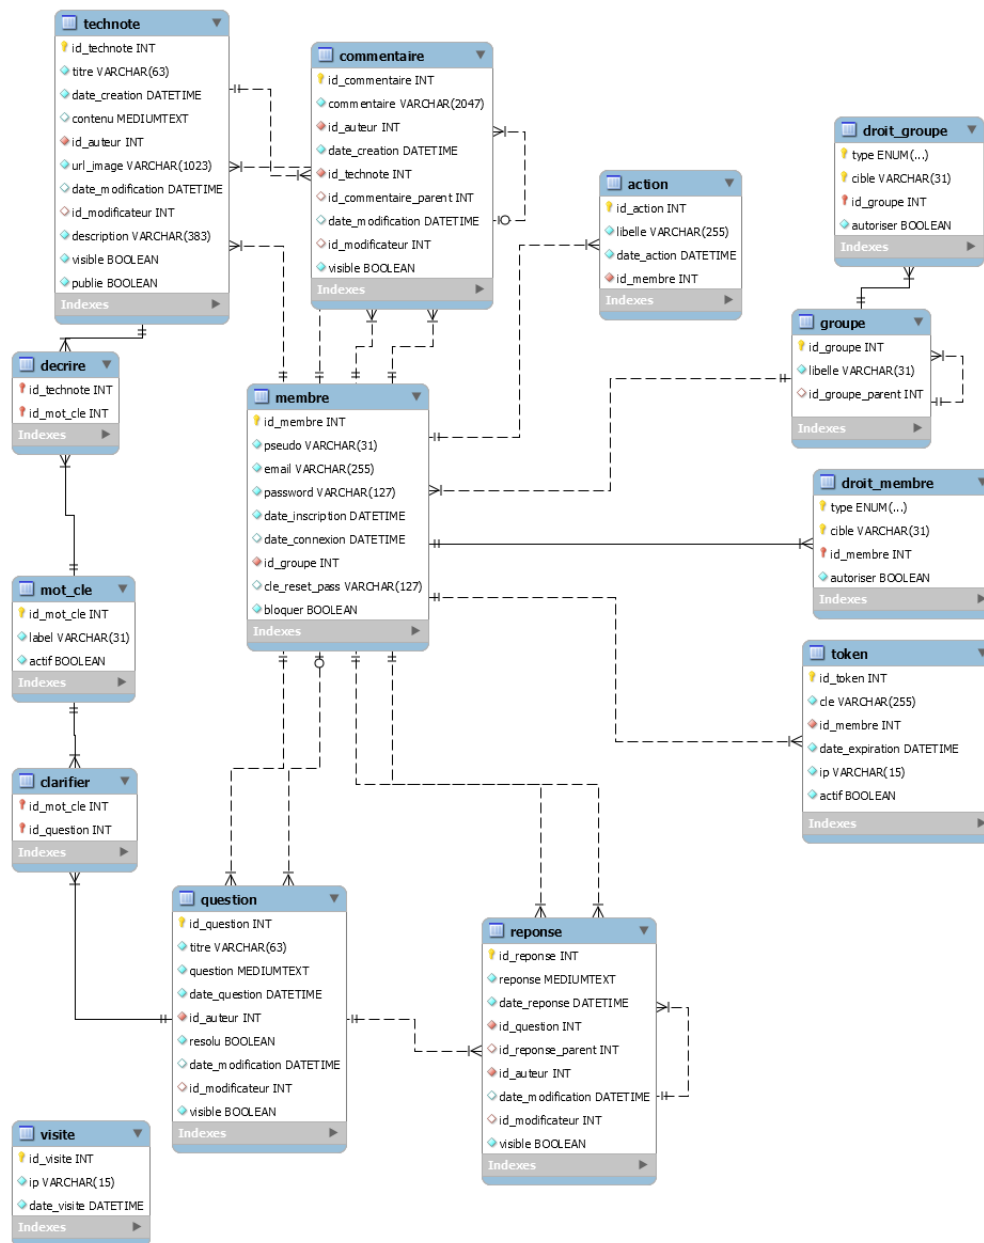 technote
id_technote INT
titre VARCHAR(63)
date_creation DATETIME
contenu MEDIUMTEXT
id_auteur INT
url_image VARCHAR(1023)
date_modification DATETIME
id_modificateur INT
description VARCHAR(383)
visible BOOLEAN
publie BOOLEAN
Indexes
commentaire
id_commentaire INT
commentaire VARCHAR(2047)
id_auteur INT
date_creation DATETIME
id_technote INT
id_commentaire_parent INT
date_modification DATETIME
id_modificateur INT
visible BOOLEAN
Indexes
action
id_action INT
libelle VARCHAR(255)
date_action DATETIME
id_membre INT
Indexes
droit_groupe
type ENUM(...)
cible VARCHAR(31)
id_groupe INT
autoriser BOOLEAN
Indexes
groupe
id_groupe INT
libelle VARCHAR(31)
id_groupe_parent INT
Indexes
decrire
id_technote INT
id_mot_cle INT
Indexes
membre
id_membre INT
pseudo VARCHAR(31)
email VARCHAR(255)
password VARCHAR(127)
date_inscription DATETIME
date_connexion DATETIME
id_groupe INT
cle_reset_pass VARCHAR(127)
bloquer BOOLEAN
Indexes
droit_membre
type ENUM(...)
cible VARCHAR(31)
id_membre INT
autoriser BOOLEAN
Indexes
mot_cle
id_mot_cle INT
label VARCHAR(31)
actif BOOLEAN
Indexes
token
id_token INT
cle VARCHAR(255)
id_membre INT
date_expiration DATETIME
ip VARCHAR(15)
actif BOOLEAN
Indexes
clarifier
id_mot_cle INT
id_question INT
Indexes
question
id_question INT
titre VARCHAR(63)
question MEDIUMTEXT
date_question DATETIME
id_auteur INT
resolu BOOLEAN
date_modification DATETIME
id_modificateur INT
visible BOOLEAN
Indexes
reponse
id_reponse INT
reponse MEDIUMTEXT
date_reponse DATETIME
id_question INT
id_reponse_parent INT
id_auteur INT
date_modification DATETIME
id_modificateur INT
visible BOOLEAN
Indexes
visite
id_visite INT
ip VARCHAR(15)
date_visite DATETIME
Indexes